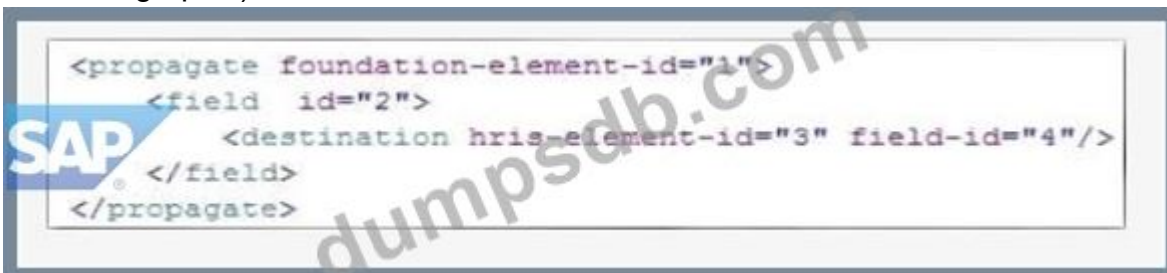 <propagate foundation-element-id="1">
<field id="2">
<destination hris-element-id="3" field-id="4"/>
</field>
</propagate>
SAP
®
dumpsdb.com